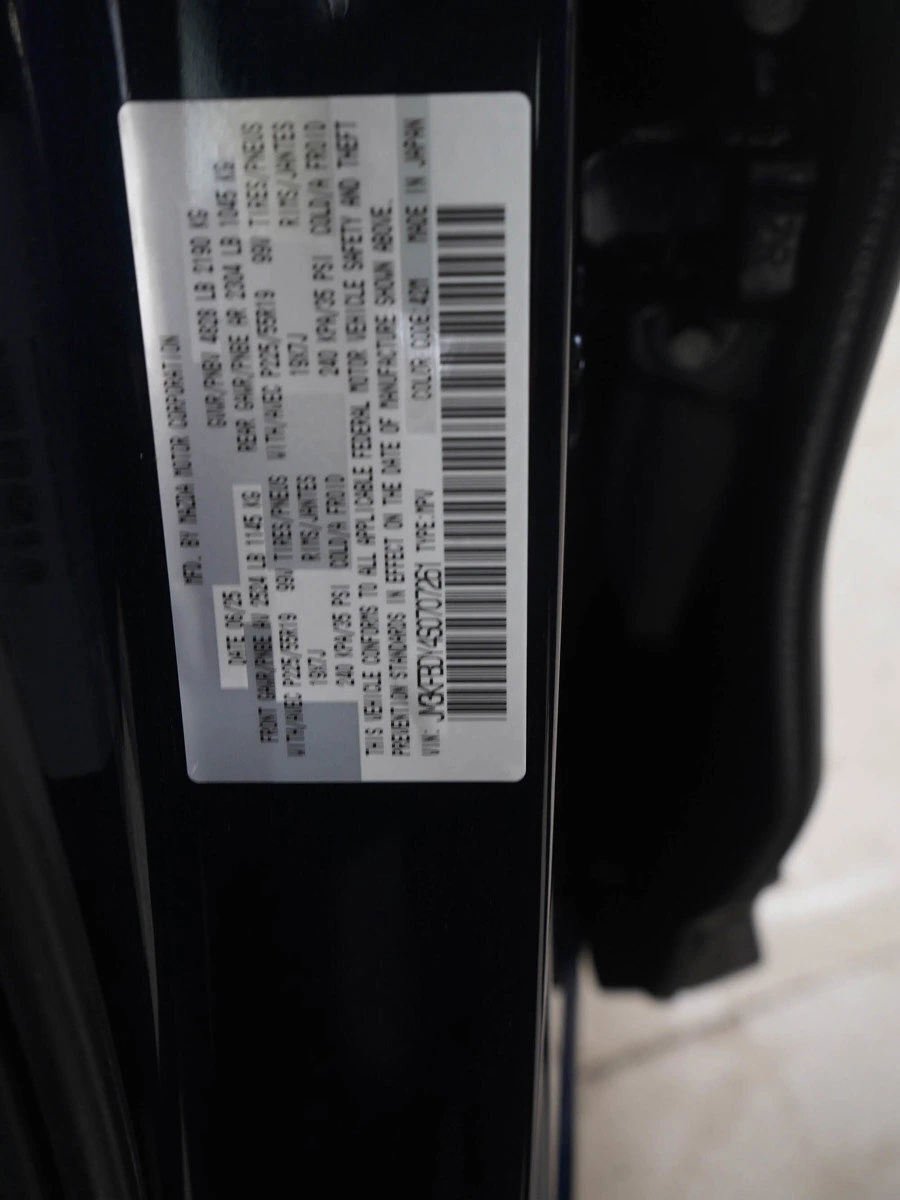 MFD. BY MAZDA MOTOR CORPORATION
DATE 06/25 GVWR/PNBV 4828 LB 2190 KG
FRONT GAWR/PNBE AV 2524 LB 1145 KG REAR GAWR/PNBE AR 2304 LB 1045 KG
WITH/AVEC P225/55R19 99V TIRES/PNEUS WITH/AVEC P225/55R19 99V TIRES/PNEUS
19X7J RIMS/JANTES 19X7J RIMS/JANTES
240 KPA/35 PSI COLD/A FROID 240 KPA/35 PSI COLD/A FROID
THIS VEHICLE CONFORMS TO ALL APPLICABLE FEDERAL MOTOR VEHICLE SAFETY AND THEFT
PREVENTION STANDARDS IN EFFECT ON THE DATE OF MANUFACTURE SHOWN ABOVE.
VIN: JM3KFBDY4S0707261 TYPE:MPV COLOR CODE:42M MADE IN JAPAN